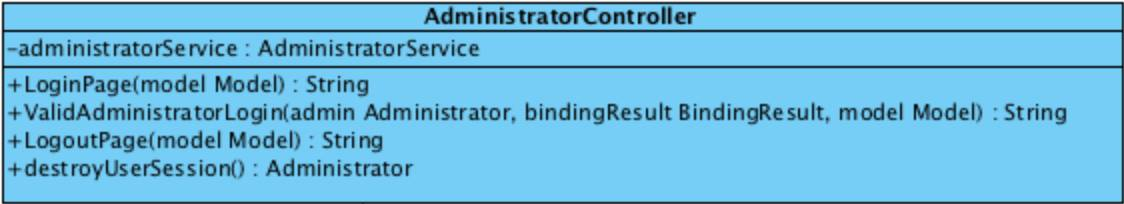 AdministratorController
-administratorService : AdministratorService
+LoginPage(model Model) : String
+ValidAdministratorLogin(admin Administrator, bindingResult BindingResult, model Model) : String
+LogoutPage(model Model) : String
+destroyUserSession() : Administrator